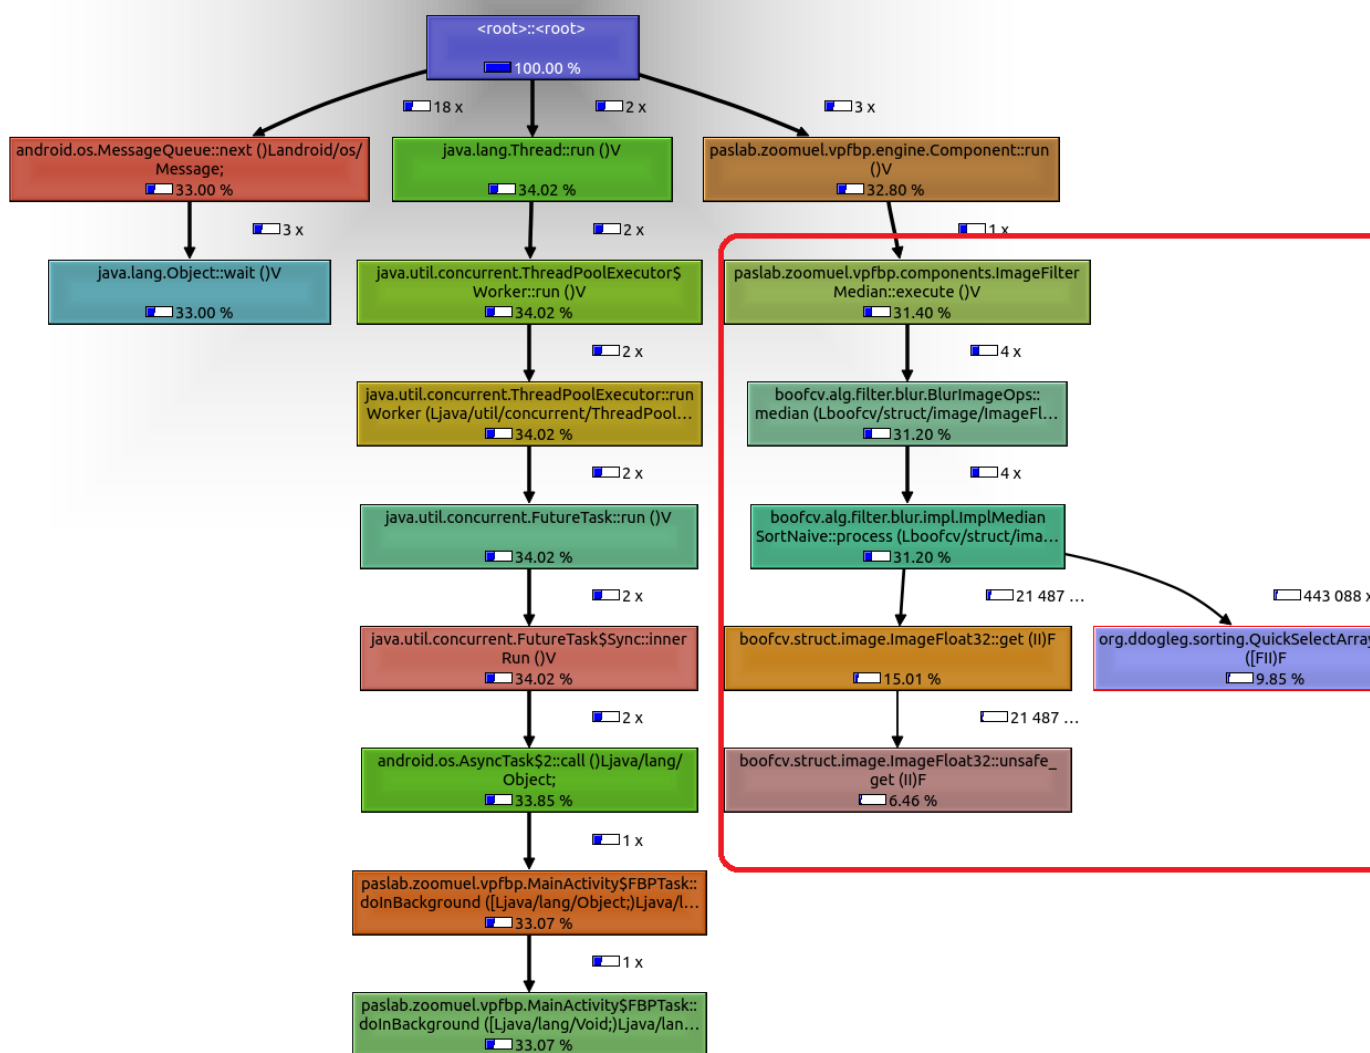 <root>::<root>
100.00 %
18 x
2 x
3 x
android.os.MessageQueue::next ()Landroid/os/
Message;
33.00 %
java.lang.Thread::run ()V
34.02 %
paslab.zoomuel.vpfbp.engine.Component::run
()V
32.80 %
3 x
2 x
1 x
java.lang.Object::wait ()V
33.00 %
java.util.concurrent.ThreadPoolExecutor$
Worker::run ()V
34.02 %
paslab.zoomuel.vpfbp.components.ImageFilter
Median::execute ()V
31.40 %
2 x
4 x
java.util.concurrent.ThreadPoolExecutor::run
Worker (Ljava/util/concurrent/ThreadPool...
34.02 %
boofcv.alg.filter.blur.BlurImageOps::
median (Lboofcv/struct/image/ImageFl...
31.20 %
2 x
4 x
java.util.concurrent.FutureTask::run ()V
34.02 %
boofcv.alg.filter.blur.impl.ImplMedian
SortNaive::process (Lboofcv/struct/ima...
31.20 %
2 x
21 487 ...
443 088 x
java.util.concurrent.FutureTask$Sync::inner
Run ()V
34.02 %
boofcv.struct.image.ImageFloat32::get (II)F
15.01 %
org.ddogleg.sorting.QuickSelectArray
([FII)F
9.85 %
2 x
21 487 ...
android.os.AsyncTask$2::call ()Ljava/lang/
Object;
33.85 %
boofcv.struct.image.ImageFloat32::unsafe_
get (II)F
6.46 %
1 x
paslab.zoomuel.vpfbp.MainActivity$FBPTask::
doInBackground ([Ljava/lang/Object;)Ljava/l...
33.07 %
1 x
paslab.zoomuel.vpfbp.MainActivity$FBPTask::
doInBackground ([Ljava/lang/Void;)Ljava/lan...
33.07 %